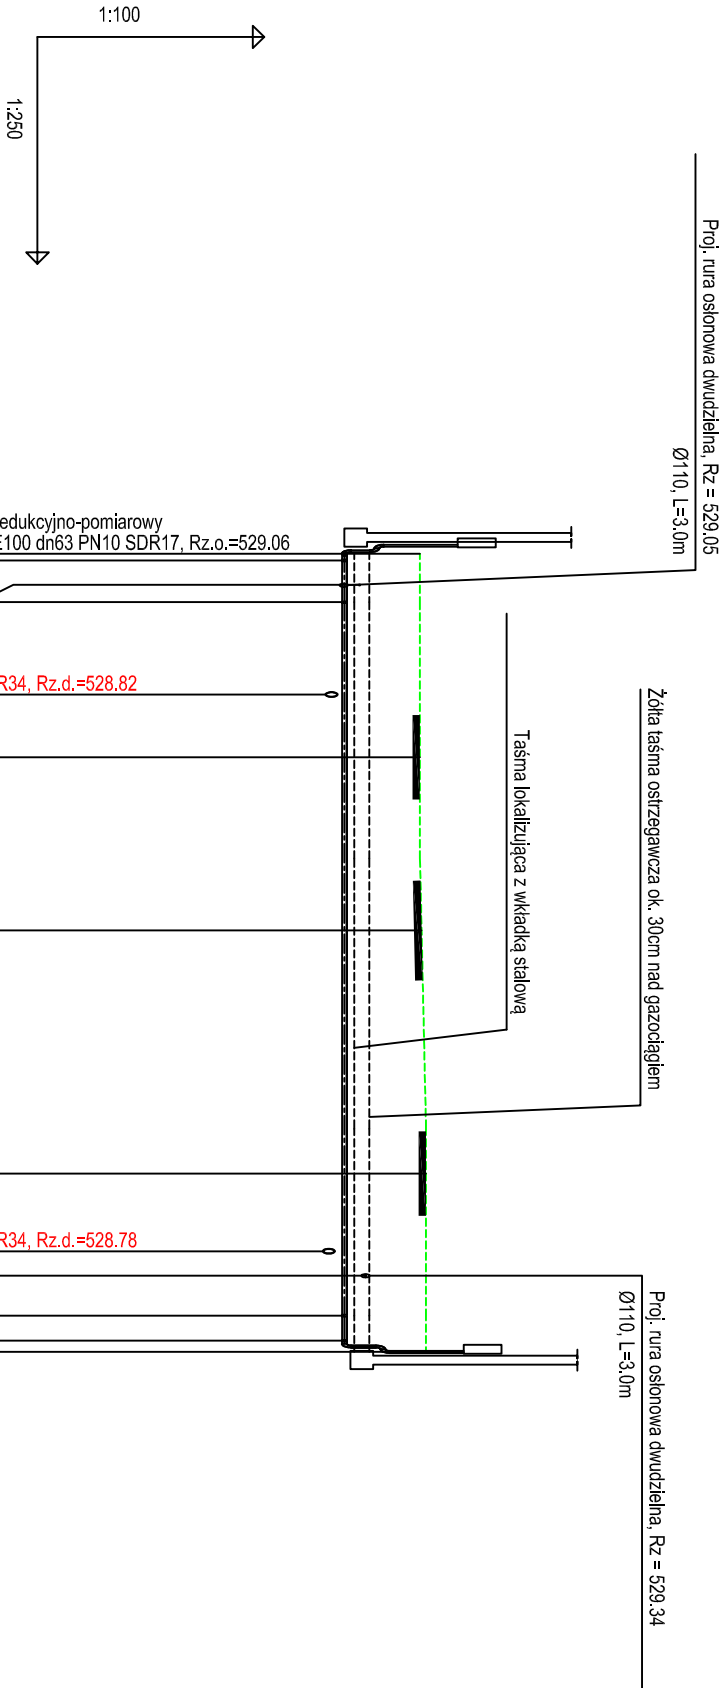 1:100
1:250
Proj. rura osłonowa dwudzielna, Rz = 529.05
Ø110, L=3.0m
edukcyjno-pomiarowy
E100 dn63 PN10 SDR17, Rz.o.=529.06
R34, Rz.d.=528.82
Taśma lokalizująca z wkładką stalową
Żółta taśma ostrzegawcza ok. 30cm nad gazociągiem
R34, Rz.d.=528.78
Proj. rura osłonowa dwudzielna, Rz = 529.34
Ø110, L=3.0m